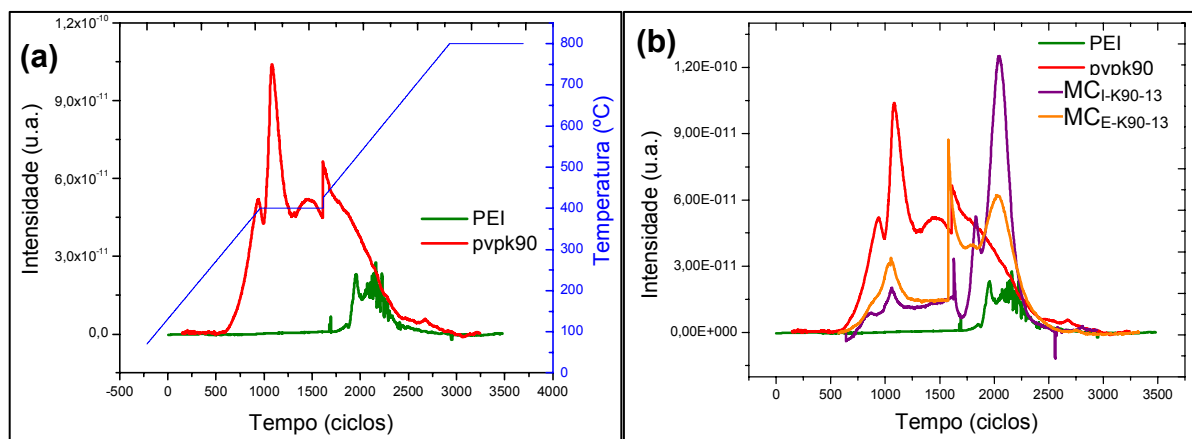 (a)
Intensidade (u.a.)
1,2x10⁻¹⁰
9,0x10⁻¹¹
6,0x10⁻¹¹
3,0x10⁻¹¹
0,0
PEI
pvpk90
800
700
600
500
400
300
200
100
0
Temperatura (ºC)
-500 0 500 1000 1500 2000 2500 3000 3500 4000
Tempo (ciclos)
(b)
Intensidade (u.a.)
1,20E-010
9,00E-011
6,00E-011
3,00E-011
0,00E+000
PEI
pvpk90
MC_I-K90-13
MC_E-K90-13
0 500 1000 1500 2000 2500 3000 3500
Tempo (ciclos)